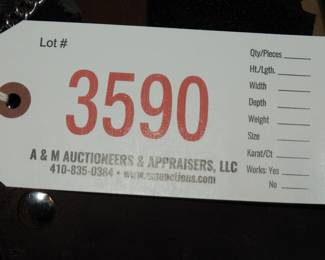 Lot #
3590
A & M AUCTIONEERS & APPRAISERS, LLC
410-835-0384 •
Qty/Pieces
Ht./Lgth.
Width
Depth
Weight
Size
Karat/Ct
Works: Yes
No